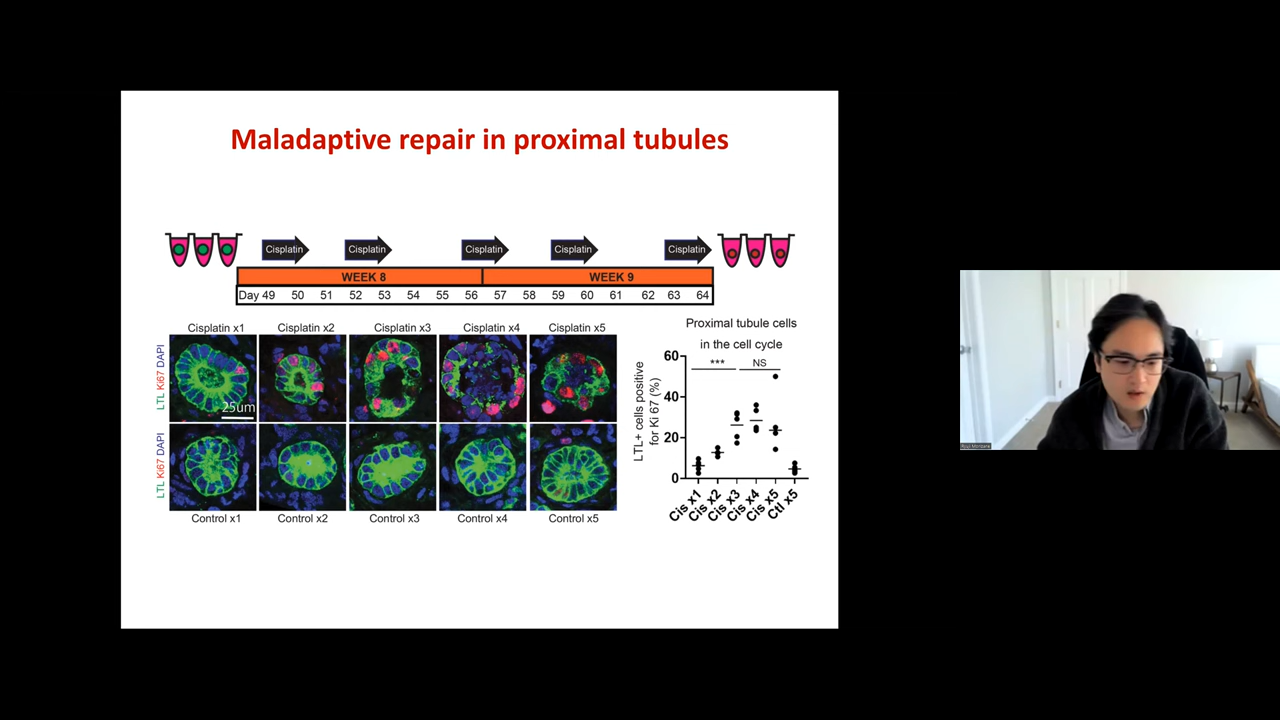 Maladaptive repair in proximal tubules
Cisplatin Cisplatin Cisplatin Cisplatin Cisplatin
WEEK 8 WEEK 9
Day 49 50 51 52 53 54 55 56 57 58 59 60 61 62 63 64
Cisplatin x1 Cisplatin x2 Cisplatin x3 Cisplatin x4 Cisplatin x5
LTL Ki67 DAPI
25um
LTL Ki67 DAPI
Control x1 Control x2 Control x3 Control x4 Control x5
Proximal tubule cells
in the cell cycle
LTL+ cells positive
for Ki 67 (%)
60
40
20
0
*** NS
Cis x1 Cis x2 Cis x3 Cis x4 Cis x5 Ctl x5